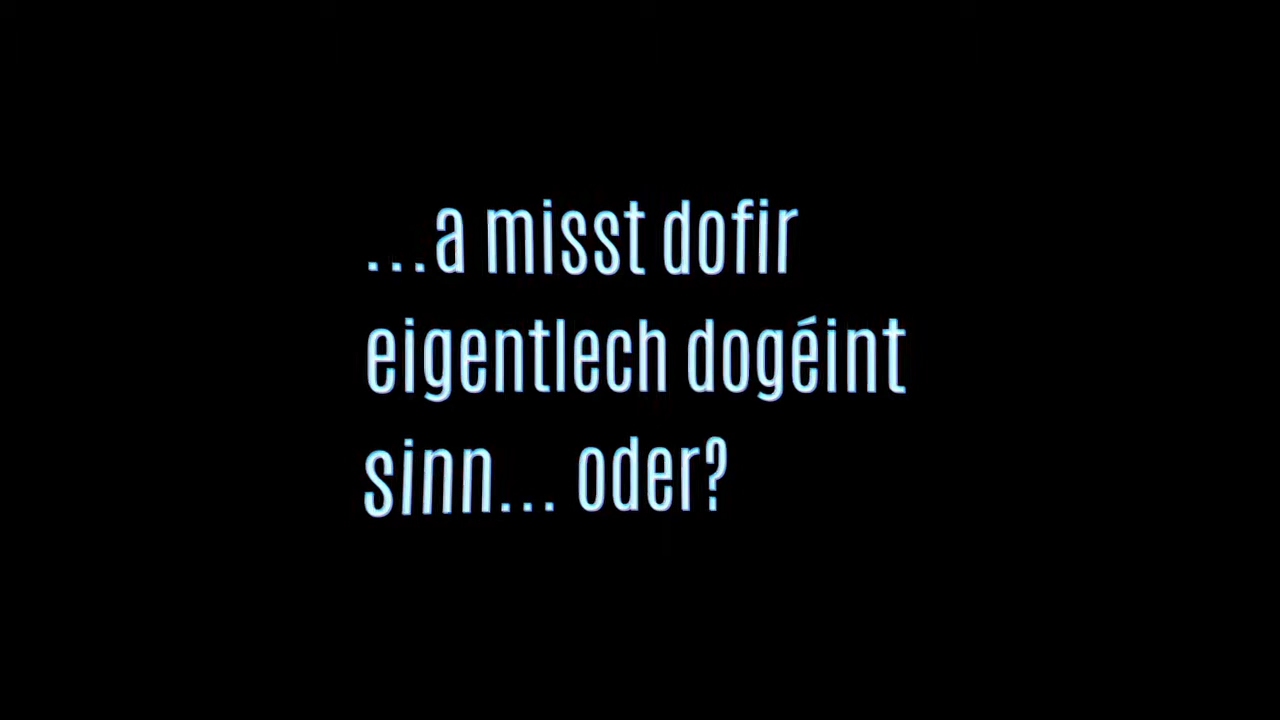 ...a misst dofir
eigentlech dogéint
sinn... oder?